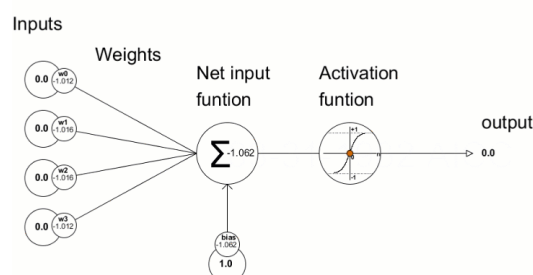 Inputs
Weights
Net input
funtion
Activation
funtion
output
0.0
w0
-1.012
0.0
w1
-1.016
0.0
w2
-1.016
0.0
w3
-1.012
Σ -1.062
+1
-1
0.0
bias
-1.062
1.0